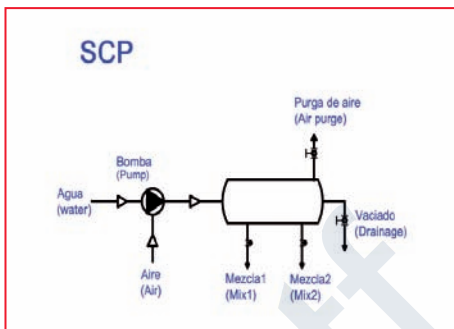 SCP
Purga de aire
(Air purge)
Bomba
(Pump)
Agua
(water)
Vaciado
(Drainage)
Aire
(Air)
Mezcla1
(Mix1)
Mezcla2
(Mix2)